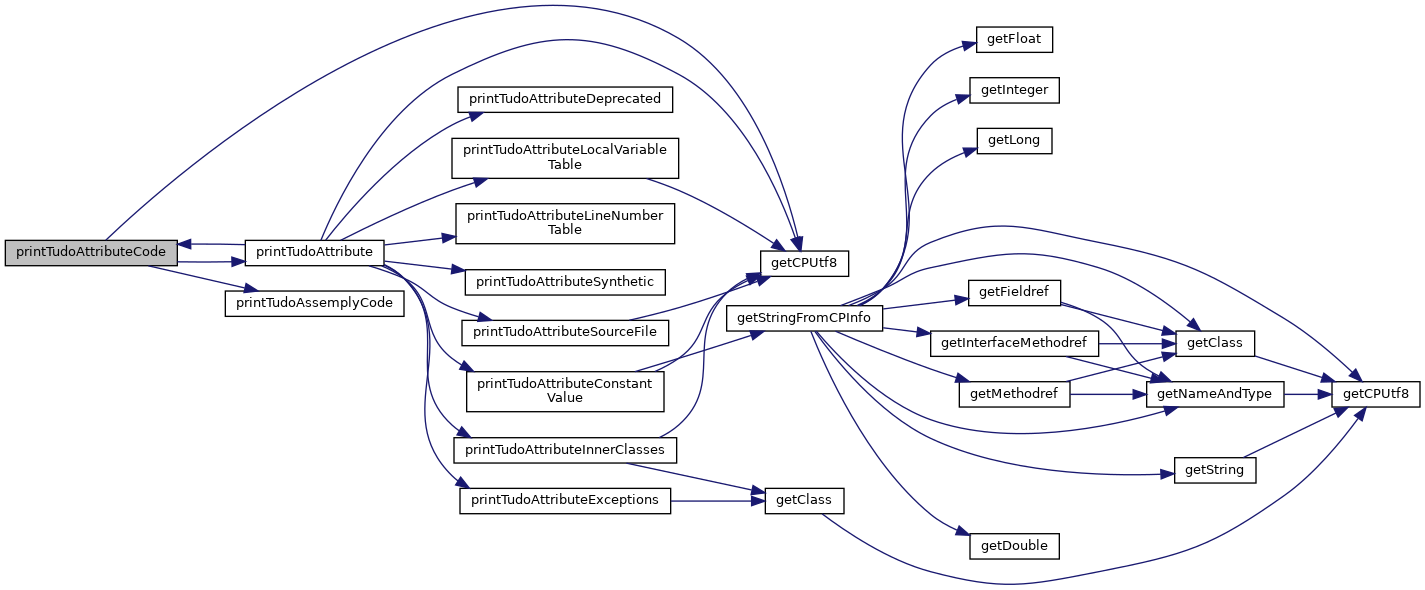 printTudoAttributeCode
printTudoAttribute
printTudoAssemplyCode
printTudoAttributeDeprecated
printTudoAttributeLocalVariable
Table
printTudoAttributeLineNumber
Table
printTudoAttributeSynthetic
printTudoAttributeSourceFile
printTudoAttributeConstant
Value
printTudoAttributeInnerClasses
printTudoAttributeExceptions
getCPUtf8
getStringFromCPInfo
getClass
getFloat
getInteger
getLong
getFieldref
getInterfaceMethodref
getMethodref
getDouble
getClass
getNameAndType
getString
getCPUtf8